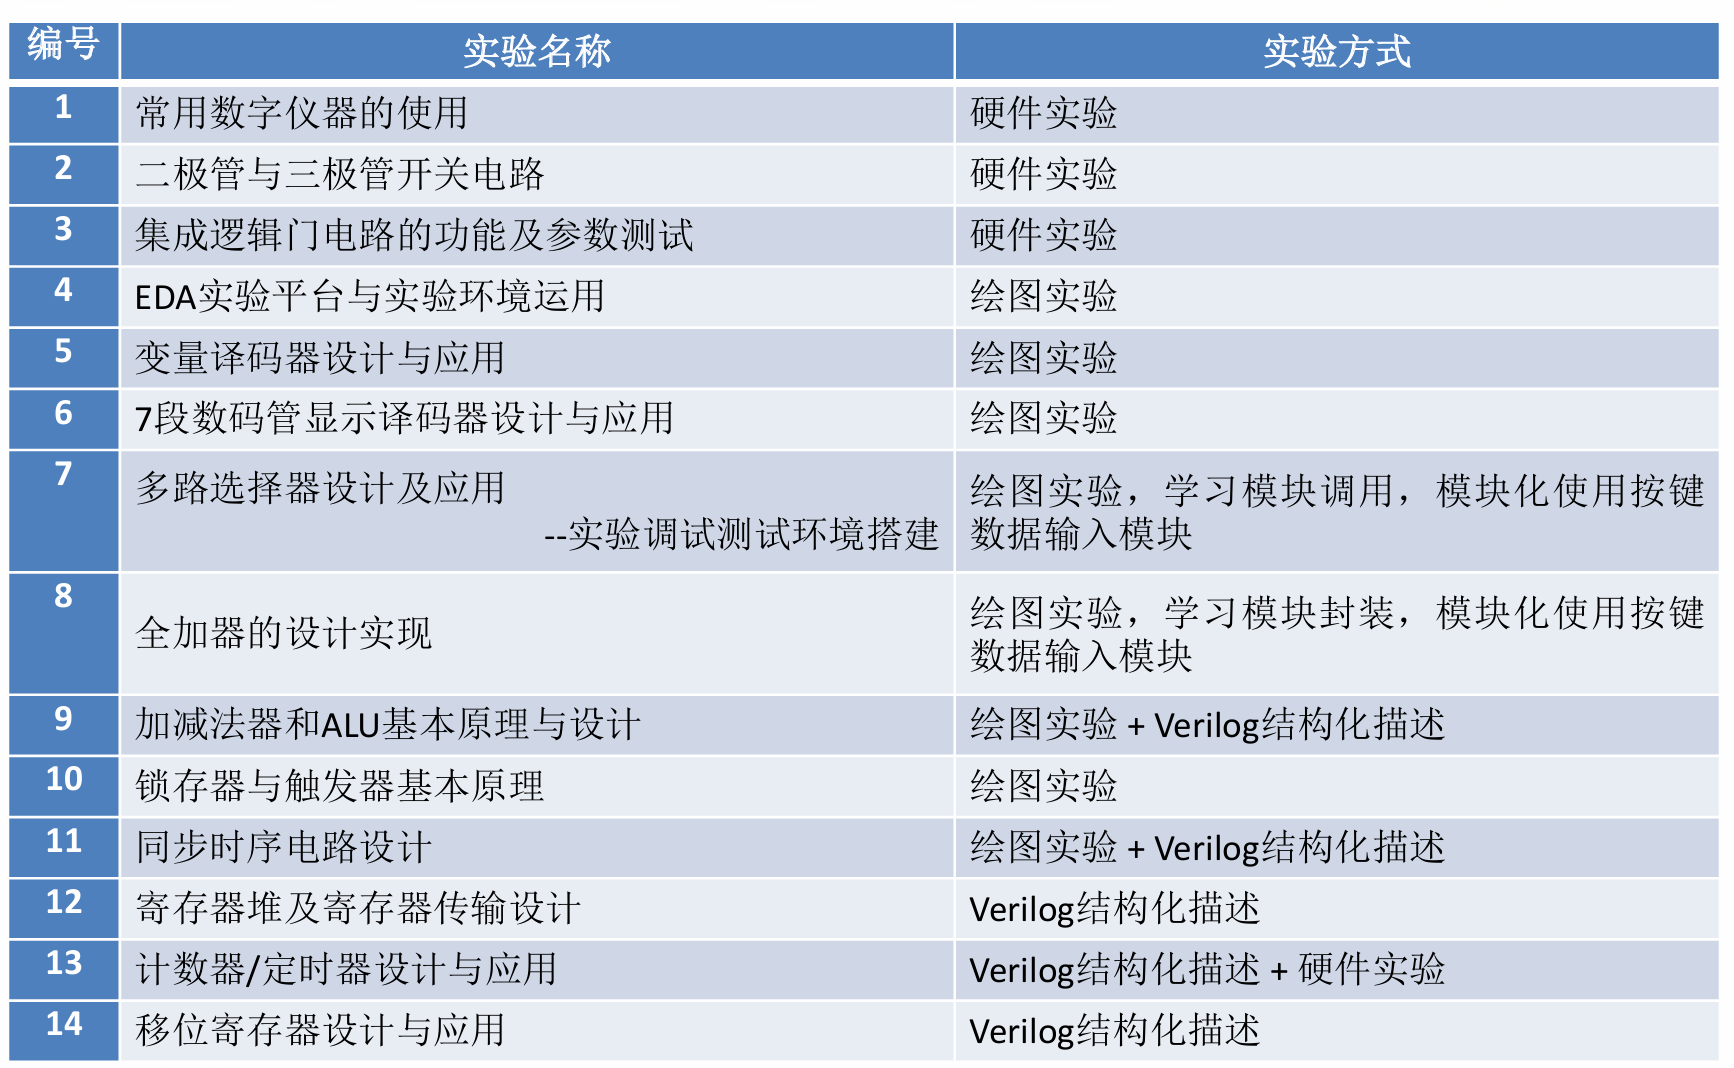 编号 实验名称 实验方式
1 常用数字仪器的使用 硬件实验
2 二极管与三极管开关电路 硬件实验
3 集成逻辑门电路的功能及参数测试 硬件实验
4 EDA实验平台与实验环境运用 绘图实验
5 变量译码器设计与应用 绘图实验
6 7段数码管显示译码器设计与应用 绘图实验
7 多路选择器设计及应用
--实验调试测试环境搭建
绘图实验，学习模块调用，模块化使用按键
数据输入模块
8 全加器的设计实现
绘图实验，学习模块封装，模块化使用按键
数据输入模块
9 加减法器和ALU基本原理与设计 绘图实验 + Verilog结构化描述
10 锁存器与触发器基本原理 绘图实验
11 同步时序电路设计 绘图实验 + Verilog结构化描述
12 寄存器堆及寄存器传输设计 Verilog结构化描述
13 计数器/定时器设计与应用 Verilog结构化描述 + 硬件实验
14 移位寄存器设计与应用 Verilog结构化描述